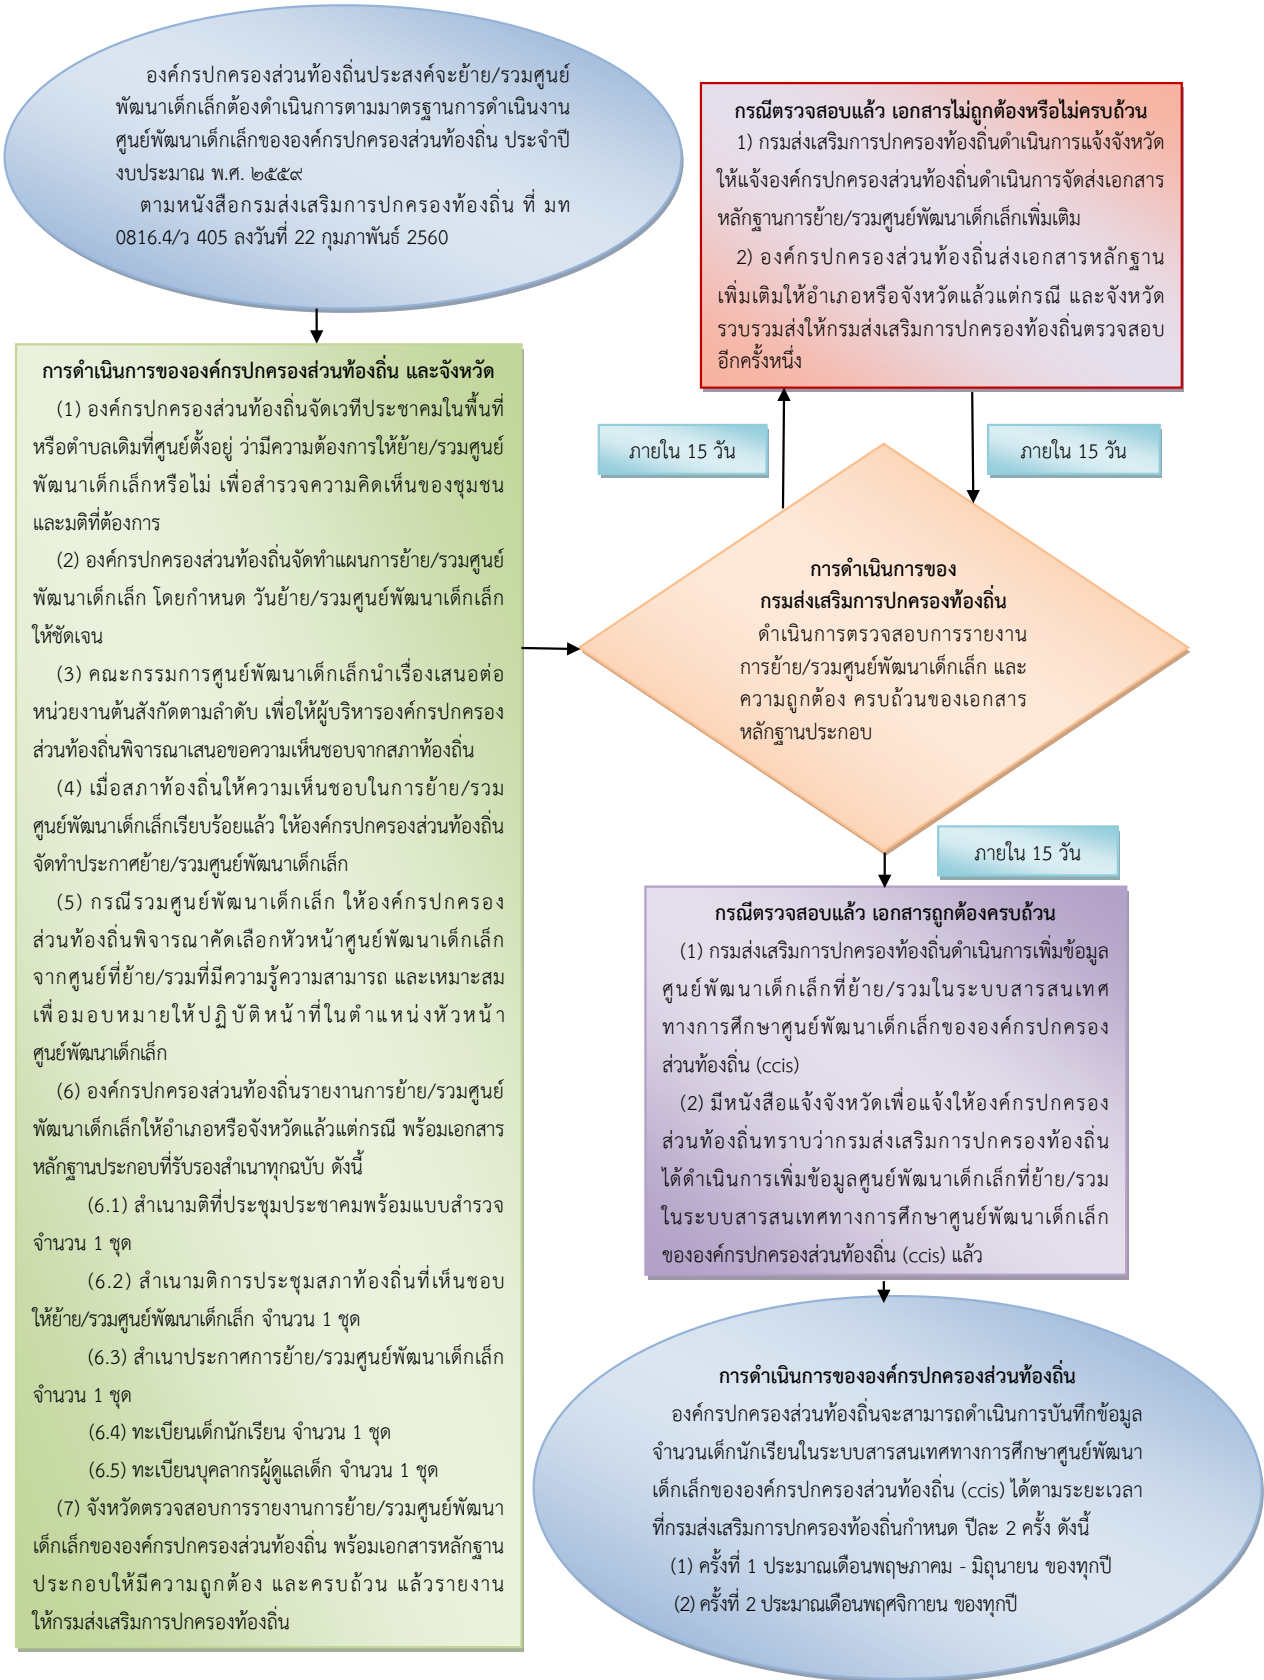 องค์กรปกครองส่วนท้องถิ่นประสงค์จะย้าย/รวมศูนย์
พัฒนาเด็กเล็กต้องดำเนินการตามมาตรฐานการดำเนินงาน
ศูนย์พัฒนาเด็กเล็กขององค์กรปกครองส่วนท้องถิ่น ประจำปี
งบประมาณ พ.ศ. ๒๕๕๙
ตามหนังสือกรมส่งเสริมการปกครองท้องถิ่น ที่ มท
0816.4/ว 405 ลงวันที่ 22 กุมภาพันธ์ 2560
การดำเนินการขององค์กรปกครองส่วนท้องถิ่น และจังหวัด
(1) องค์กรปกครองส่วนท้องถิ่นจัดเวทีประชาคมในพื้นที่
หรือตำบลเดิมที่ศูนย์ตั้งอยู่ ว่ามีความต้องการให้ย้าย/รวมศูนย์
พัฒนาเด็กเล็กหรือไม่ เพื่อสำรวจความคิดเห็นของชุมชน
และมติที่ต้องการ
(2) องค์กรปกครองส่วนท้องถิ่นจัดทำแผนการย้าย/รวมศูนย์
พัฒนาเด็กเล็ก โดยกำหนด วันย้าย/รวมศูนย์พัฒนาเด็กเล็ก
ให้ชัดเจน
(3) คณะกรรมการศูนย์พัฒนาเด็กเล็กนำเรื่องเสนอต่อ
หน่วยงานต้นสังกัดตามลำดับ เพื่อให้ผู้บริหารองค์กรปกครอง
ส่วนท้องถิ่นพิจารณาเสนอขอความเห็นชอบจากสภาท้องถิ่น
(4) เมื่อสภาท้องถิ่นให้ความเห็นชอบในการย้าย/รวม
ศูนย์พัฒนาเด็กเล็กเรียบร้อยแล้ว ให้องค์กรปกครองส่วนท้องถิ่น
จัดทำประกาศย้าย/รวมศูนย์พัฒนาเด็กเล็ก
(5) กรณีรวมศูนย์พัฒนาเด็กเล็ก ให้องค์กรปกครอง
ส่วนท้องถิ่นพิจารณาคัดเลือกหัวหน้าศูนย์พัฒนาเด็กเล็ก
จากศูนย์ที่ย้าย/รวมที่มีความรู้ความสามารถ และเหมาะสม
เพื่อมอบหมายให้ปฏิบัติหน้าที่ในตำแหน่งหัวหน้า
ศูนย์พัฒนาเด็กเล็ก
(6) องค์กรปกครองส่วนท้องถิ่นรายงานการย้าย/รวมศูนย์
พัฒนาเด็กเล็กให้อำเภอหรือจังหวัดแล้วแต่กรณี พร้อมเอกสาร
หลักฐานประกอบที่รับรองสำเนาทุกฉบับ ดังนี้
(6.1) สำเนามติที่ประชุมประชาคมพร้อมแบบสำรวจ
จำนวน 1 ชุด
(6.2) สำเนามติการประชุมสภาท้องถิ่นที่เห็นชอบ
ให้ย้าย/รวมศูนย์พัฒนาเด็กเล็ก จำนวน 1 ชุด
(6.3) สำเนาประกาศการย้าย/รวมศูนย์พัฒนาเด็กเล็ก
จำนวน 1 ชุด
(6.4) ทะเบียนเด็กนักเรียน จำนวน 1 ชุด
(6.5) ทะเบียนบุคลากรผู้ดูแลเด็ก จำนวน 1 ชุด
(7) จังหวัดตรวจสอบการรายงานการย้าย/รวมศูนย์พัฒนา
เด็กเล็กขององค์กรปกครองส่วนท้องถิ่น พร้อมเอกสารหลักฐาน
ประกอบให้มีความถูกต้อง และครบถ้วน แล้วรายงาน
ให้กรมส่งเสริมการปกครองท้องถิ่น
กรณีตรวจสอบแล้ว เอกสารไม่ถูกต้องหรือไม่ครบถ้วน
1) กรมส่งเสริมการปกครองท้องถิ่นดำเนินการแจ้งจังหวัด
ให้แจ้งองค์กรปกครองส่วนท้องถิ่นดำเนินการจัดส่งเอกสาร
หลักฐานการย้าย/รวมศูนย์พัฒนาเด็กเล็กเพิ่มเติม
2) องค์กรปกครองส่วนท้องถิ่นส่งเอกสารหลักฐาน
เพิ่มเติมให้อำเภอหรือจังหวัดแล้วแต่กรณี และจังหวัด
รวบรวมส่งให้กรมส่งเสริมการปกครองท้องถิ่นตรวจสอบ
อีกครั้งหนึ่ง
ภายใน 15 วัน
ภายใน 15 วัน
การดำเนินการของ
กรมส่งเสริมการปกครองท้องถิ่น
ดำเนินการตรวจสอบการรายงาน
การย้าย/รวมศูนย์พัฒนาเด็กเล็ก และ
ความถูกต้อง ครบถ้วนของเอกสาร
หลักฐานประกอบ
ภายใน 15 วัน
กรณีตรวจสอบแล้ว เอกสารถูกต้องครบถ้วน
(1) กรมส่งเสริมการปกครองท้องถิ่นดำเนินการเพิ่มข้อมูล
ศูนย์พัฒนาเด็กเล็กที่ย้าย/รวมในระบบสารสนเทศ
ทางการศึกษาศูนย์พัฒนาเด็กเล็กขององค์กรปกครอง
ส่วนท้องถิ่น (ccis)
(2) มีหนังสือแจ้งจังหวัดเพื่อแจ้งให้องค์กรปกครอง
ส่วนท้องถิ่นทราบว่ากรมส่งเสริมการปกครองท้องถิ่น
ได้ดำเนินการเพิ่มข้อมูลศูนย์พัฒนาเด็กเล็กที่ย้าย/รวม
ในระบบสารสนเทศทางการศึกษาศูนย์พัฒนาเด็กเล็ก
ขององค์กรปกครองส่วนท้องถิ่น (ccis) แล้ว
การดำเนินการขององค์กรปกครองส่วนท้องถิ่น
องค์กรปกครองส่วนท้องถิ่นจะสามารถดำเนินการบันทึกข้อมูล
จำนวนเด็กนักเรียนในระบบสารสนเทศทางการศึกษาศูนย์พัฒนา
เด็กเล็กขององค์กรปกครองส่วนท้องถิ่น (ccis) ได้ตามระยะเวลา
ที่กรมส่งเสริมการปกครองท้องถิ่นกำหนด ปีละ 2 ครั้ง ดังนี้
(1) ครั้งที่ 1 ประมาณเดือนพฤษภาคม - มิถุนายน ของทุกปี
(2) ครั้งที่ 2 ประมาณเดือนพฤศจิกายน ของทุกปี